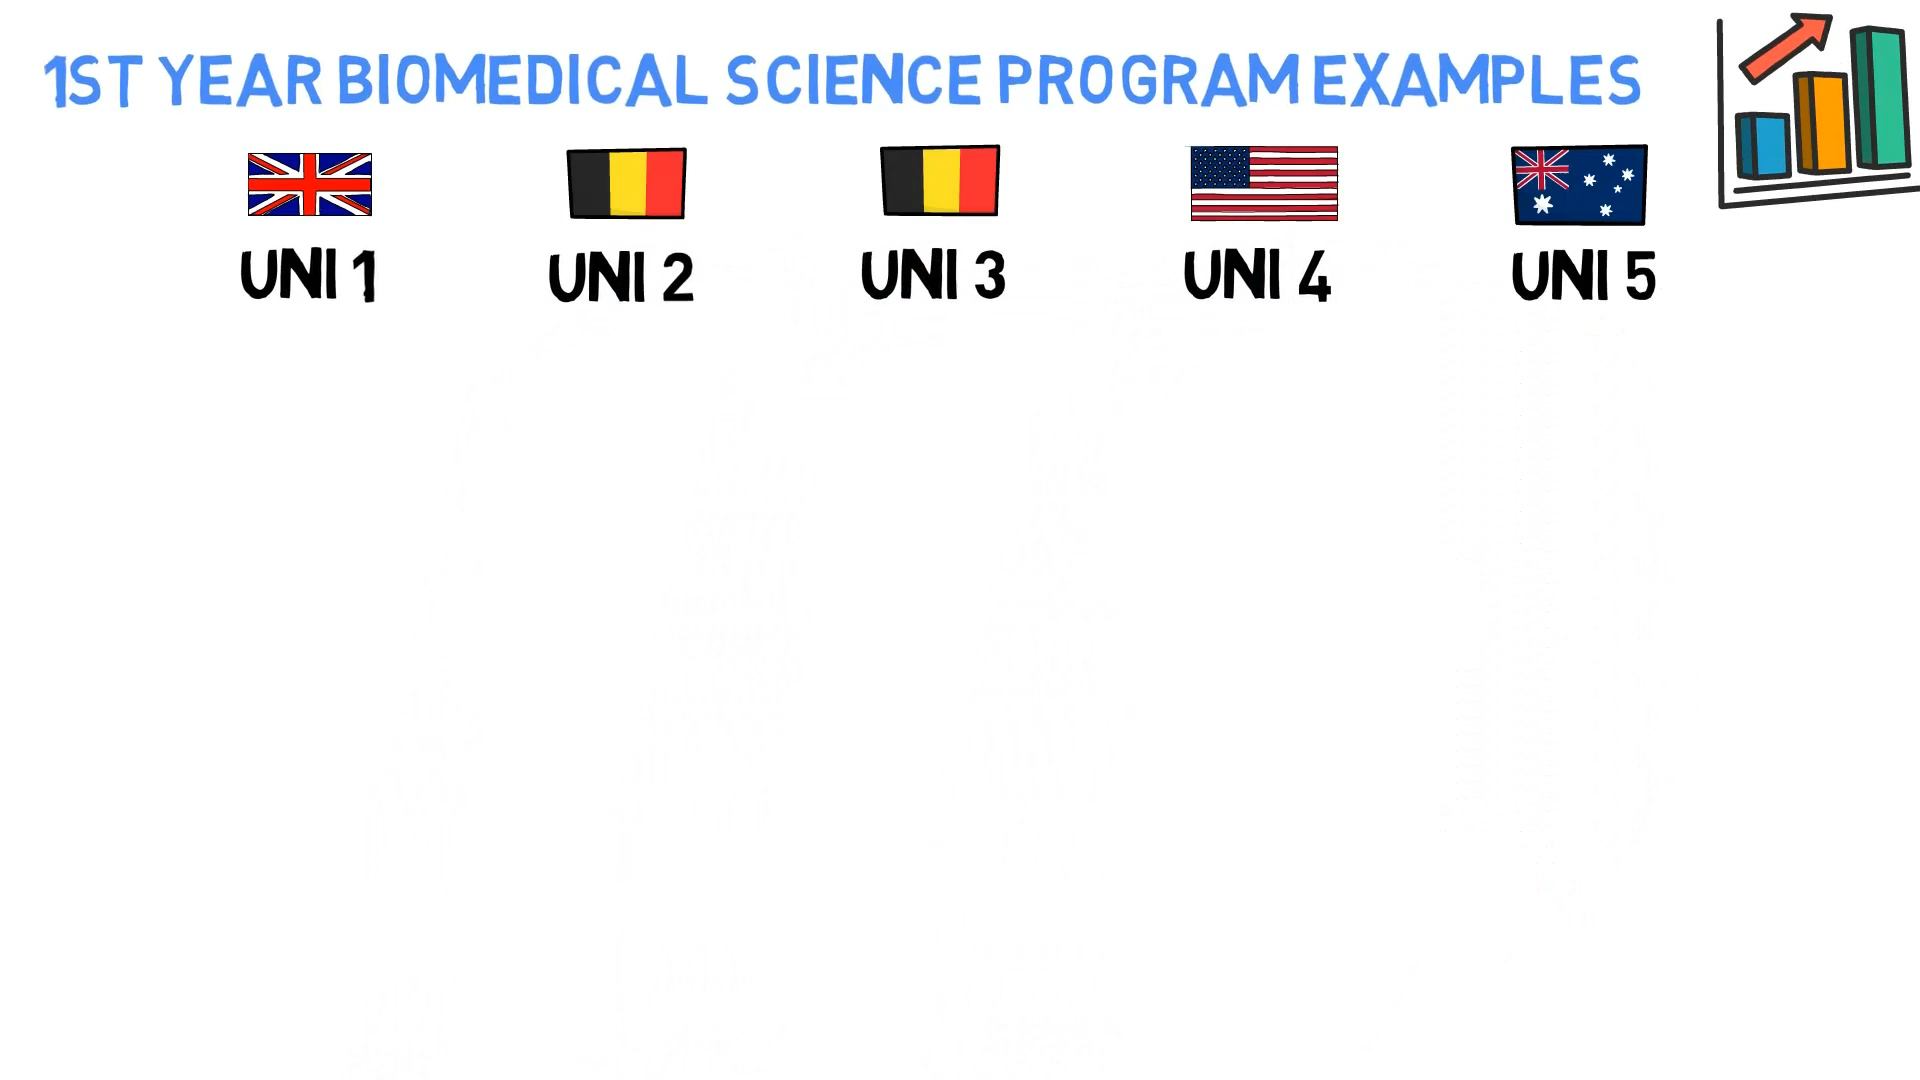 1ST YEAR BIOMEDICAL SCIENCE PROGRAM EXAMPLES
UNI 1 UNI 2 UNI 3 UNI 4 UNI 5